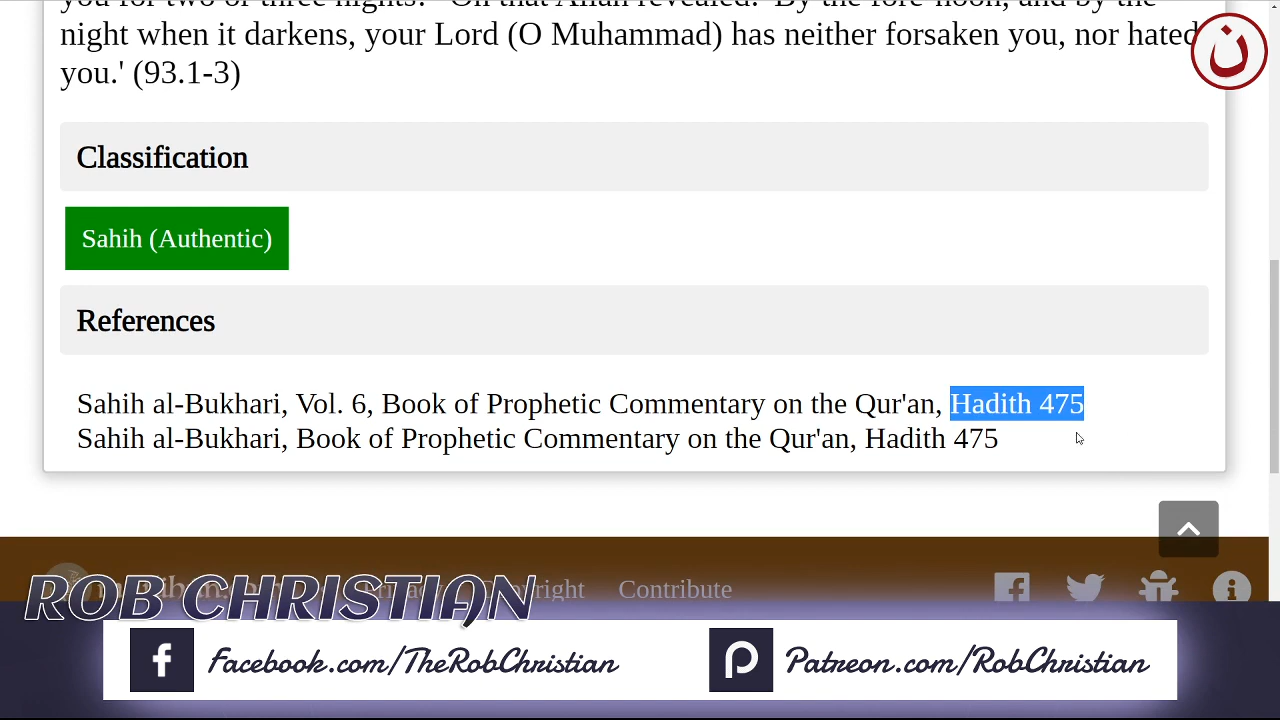 night when it darkens, your Lord (O Muhammad) has neither forsaken you, nor hated
you.' (93.1-3)
Classification
Sahih (Authentic)
References
Sahih al-Bukhari, Vol. 6, Book of Prophetic Commentary on the Qur'an, Hadith 475
Sahih al-Bukhari, Book of Prophetic Commentary on the Qur'an, Hadith 475
Contribute
ROB CHRISTIAN
Facebook.com/TheRobChristian
Patreon.com/RobChristian
ن